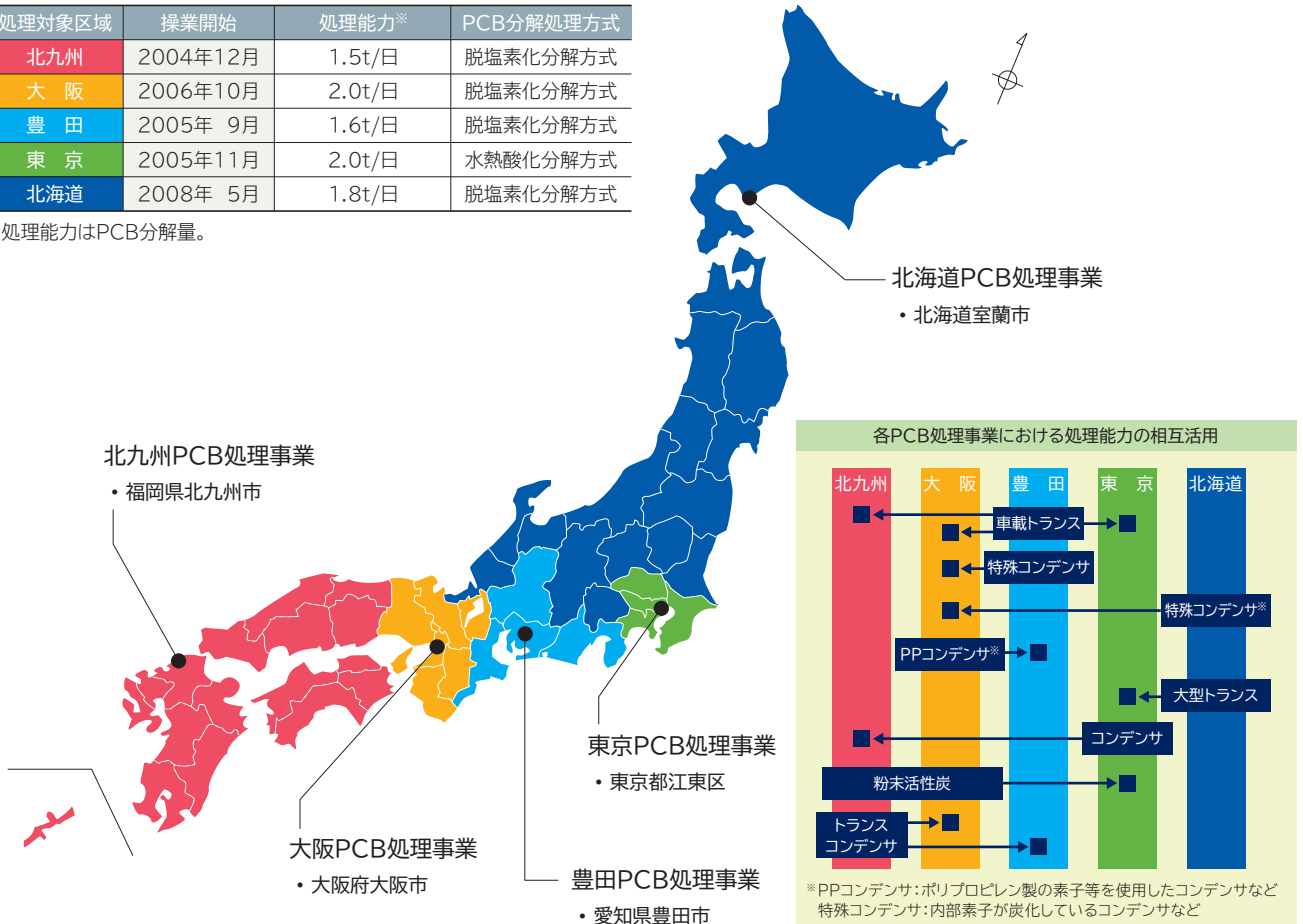 処理対象区域 操業開始 処理能力※ PCB分解処理方式
北九州 2004年12月 1.5t/日 脱塩素化分解方式
大 阪 2006年10月 2.0t/日 脱塩素化分解方式
豊 田 2005年 9月 1.6t/日 脱塩素化分解方式
東 京 2005年11月 2.0t/日 水熱酸化分解方式
北海道 2008年 5月 1.8t/日 脱塩素化分解方式
処理能力はPCB分解量。
北海道PCB処理事業
・北海道室蘭市
北九州PCB処理事業
・福岡県北九州市
東京PCB処理事業
・東京都江東区
大阪PCB処理事業
・大阪府大阪市
豊田PCB処理事業
・愛知県豊田市
各PCB処理事業における処理能力の相互活用
北九州 大 阪 豊 田 東 京 北海道
車載トランス
特殊コンデンサ
特殊コンデンサ※
PPコンデンサ※
大型トランス
コンデンサ
粉末活性炭
トランス
コンデンサ
※PPコンデンサ:ポリプロピレン製の素子等を使用したコンデンサなど
特殊コンデンサ:内部素子が炭化しているコンデンサなど